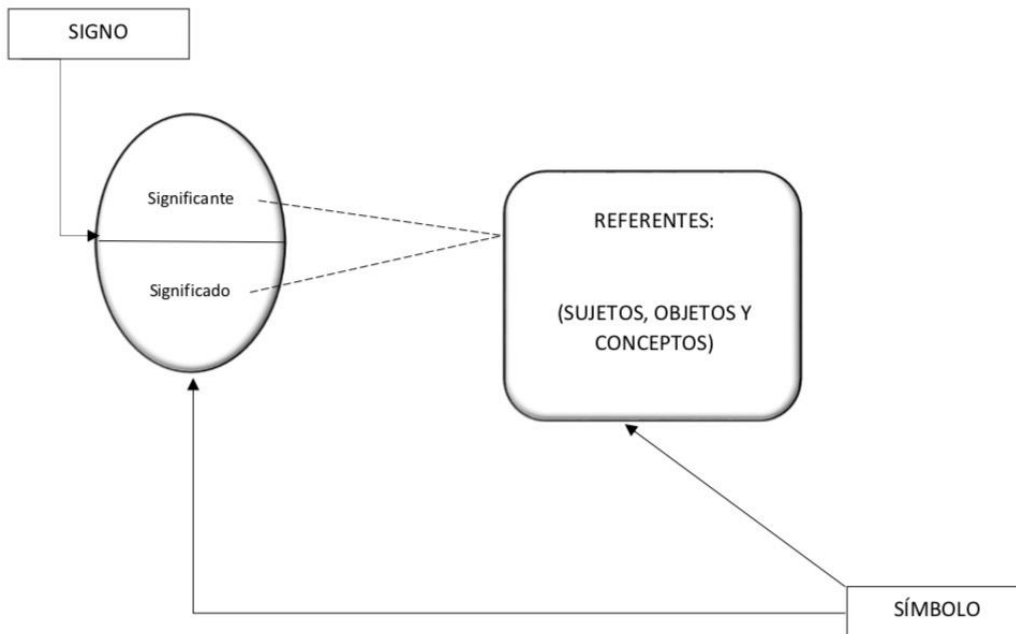 SIGNO
Significante
Significado
REFERENTES:
(SUJETOS, OBJETOS Y
CONCEPTOS)
SÍMBOLO